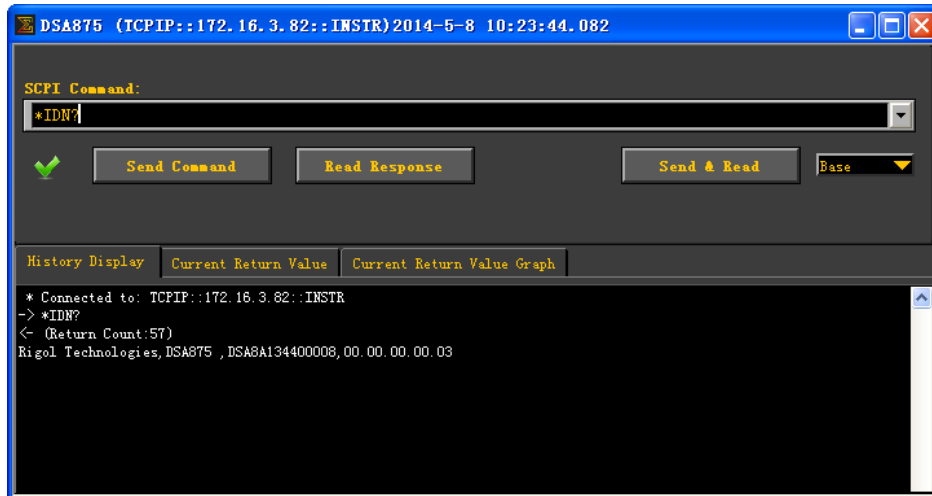 DSA875 (TCPIP::172.16.3.82::INSTR)2014-5-8 10:23:44.082
SCPI Command:
*IDN?
Send Command Read Response Send & Read Base
History Display Current Return Value Current Return Value Graph
* Connected to: TCPIP::172.16.3.82::INSTR
-> *IDN?
<- (Return Count:57)
Rigol Technologies,DSA875 ,DSA8A134400008,00.00.00.00.03